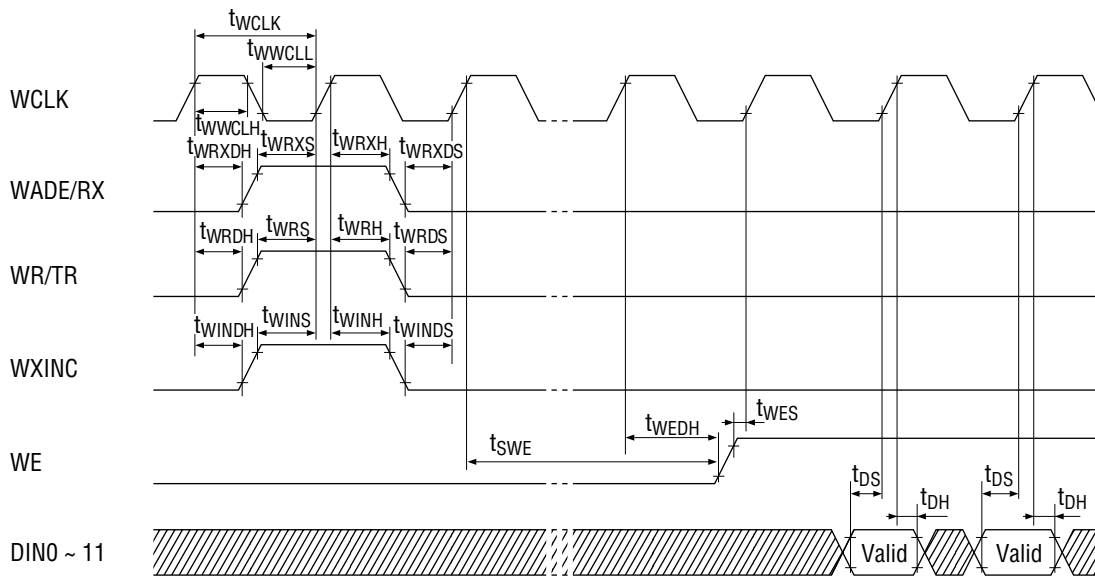 tWCLK
tWWCLL
WCLK
tWWCLH
tWRXDH tWRXS tWRXH tWRXDS
WADE/RX
tWRDH tWRS tWRH tWRDS
WR/TR
tWINDH tWINS tWINH tWINDS
WXINC
tWES
tWEDH
tSWE
WE
tDS tDS
tDH tDH
DIN0 ~ 11 Valid Valid